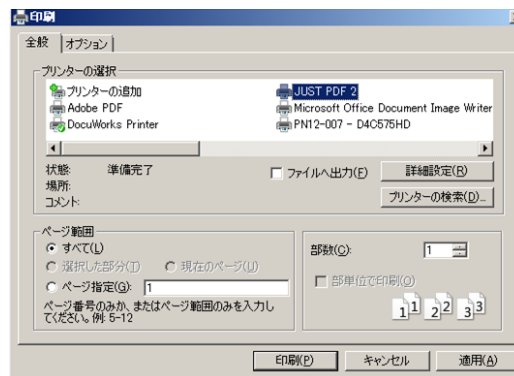 印刷
全般 オプション
プリンターの選択
プリンターの追加 JUST PDF 2
Adobe PDF Microsoft Office Document Image Writer
DocuWorks Printer PN12-007 - D4C575HD
状態: 準備完了 ファイルへ出力(F) 詳細設定(R)
場所:
コメント: プリンターの検索(D)...
ページ範囲
すべて(L) 部数(C): 1
選択した部分(T) 現在のページ(U)
ページ指定(G): 1 部単位で印刷(O)
ページ番号のみか、またはページ範囲のみを入力し
てください。例: 5-12
11 22 33
印刷(P) キャンセル 適用(A)